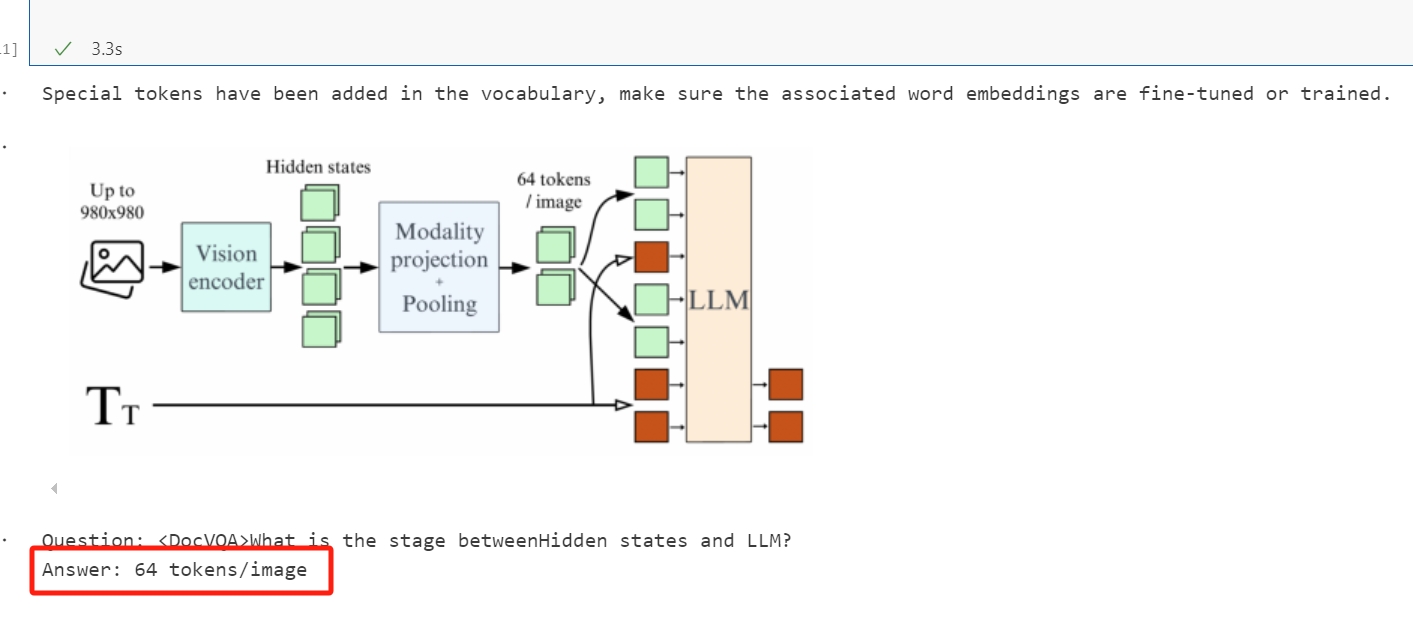 1]
3.3s
Special tokens have been added in the vocabulary, make sure the associated word embeddings are fine-tuned or trained.
Hidden states
Up to
980x980
Vision
encoder
Modality
projection
+
Pooling
64 tokens
/ image
LLM
TT
Question: <DocVQA>What is the stage betweenHidden states and LLM?
Answer: 64 tokens/image